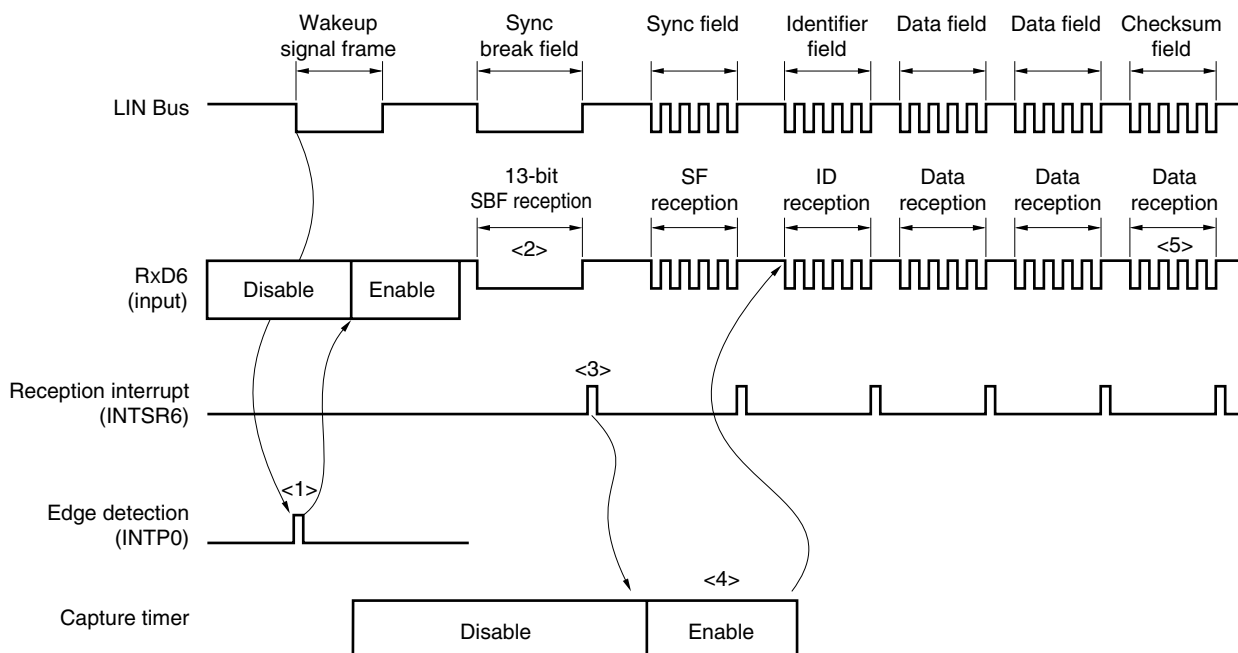 Wakeup
signal frame
Sync
break field
Sync field
Identifier
field
Data field
Data field
Checksum
field
LIN Bus
13-bit
SBF reception
SF
reception
ID
reception
Data
reception
Data
reception
Data
reception
<2>
<5>
RxD6
(input)
Disable
Enable
Reception interrupt
(INTSR6)
<3>
Edge detection
(INTP0)
<1>
Capture timer
Disable
Enable
<4>